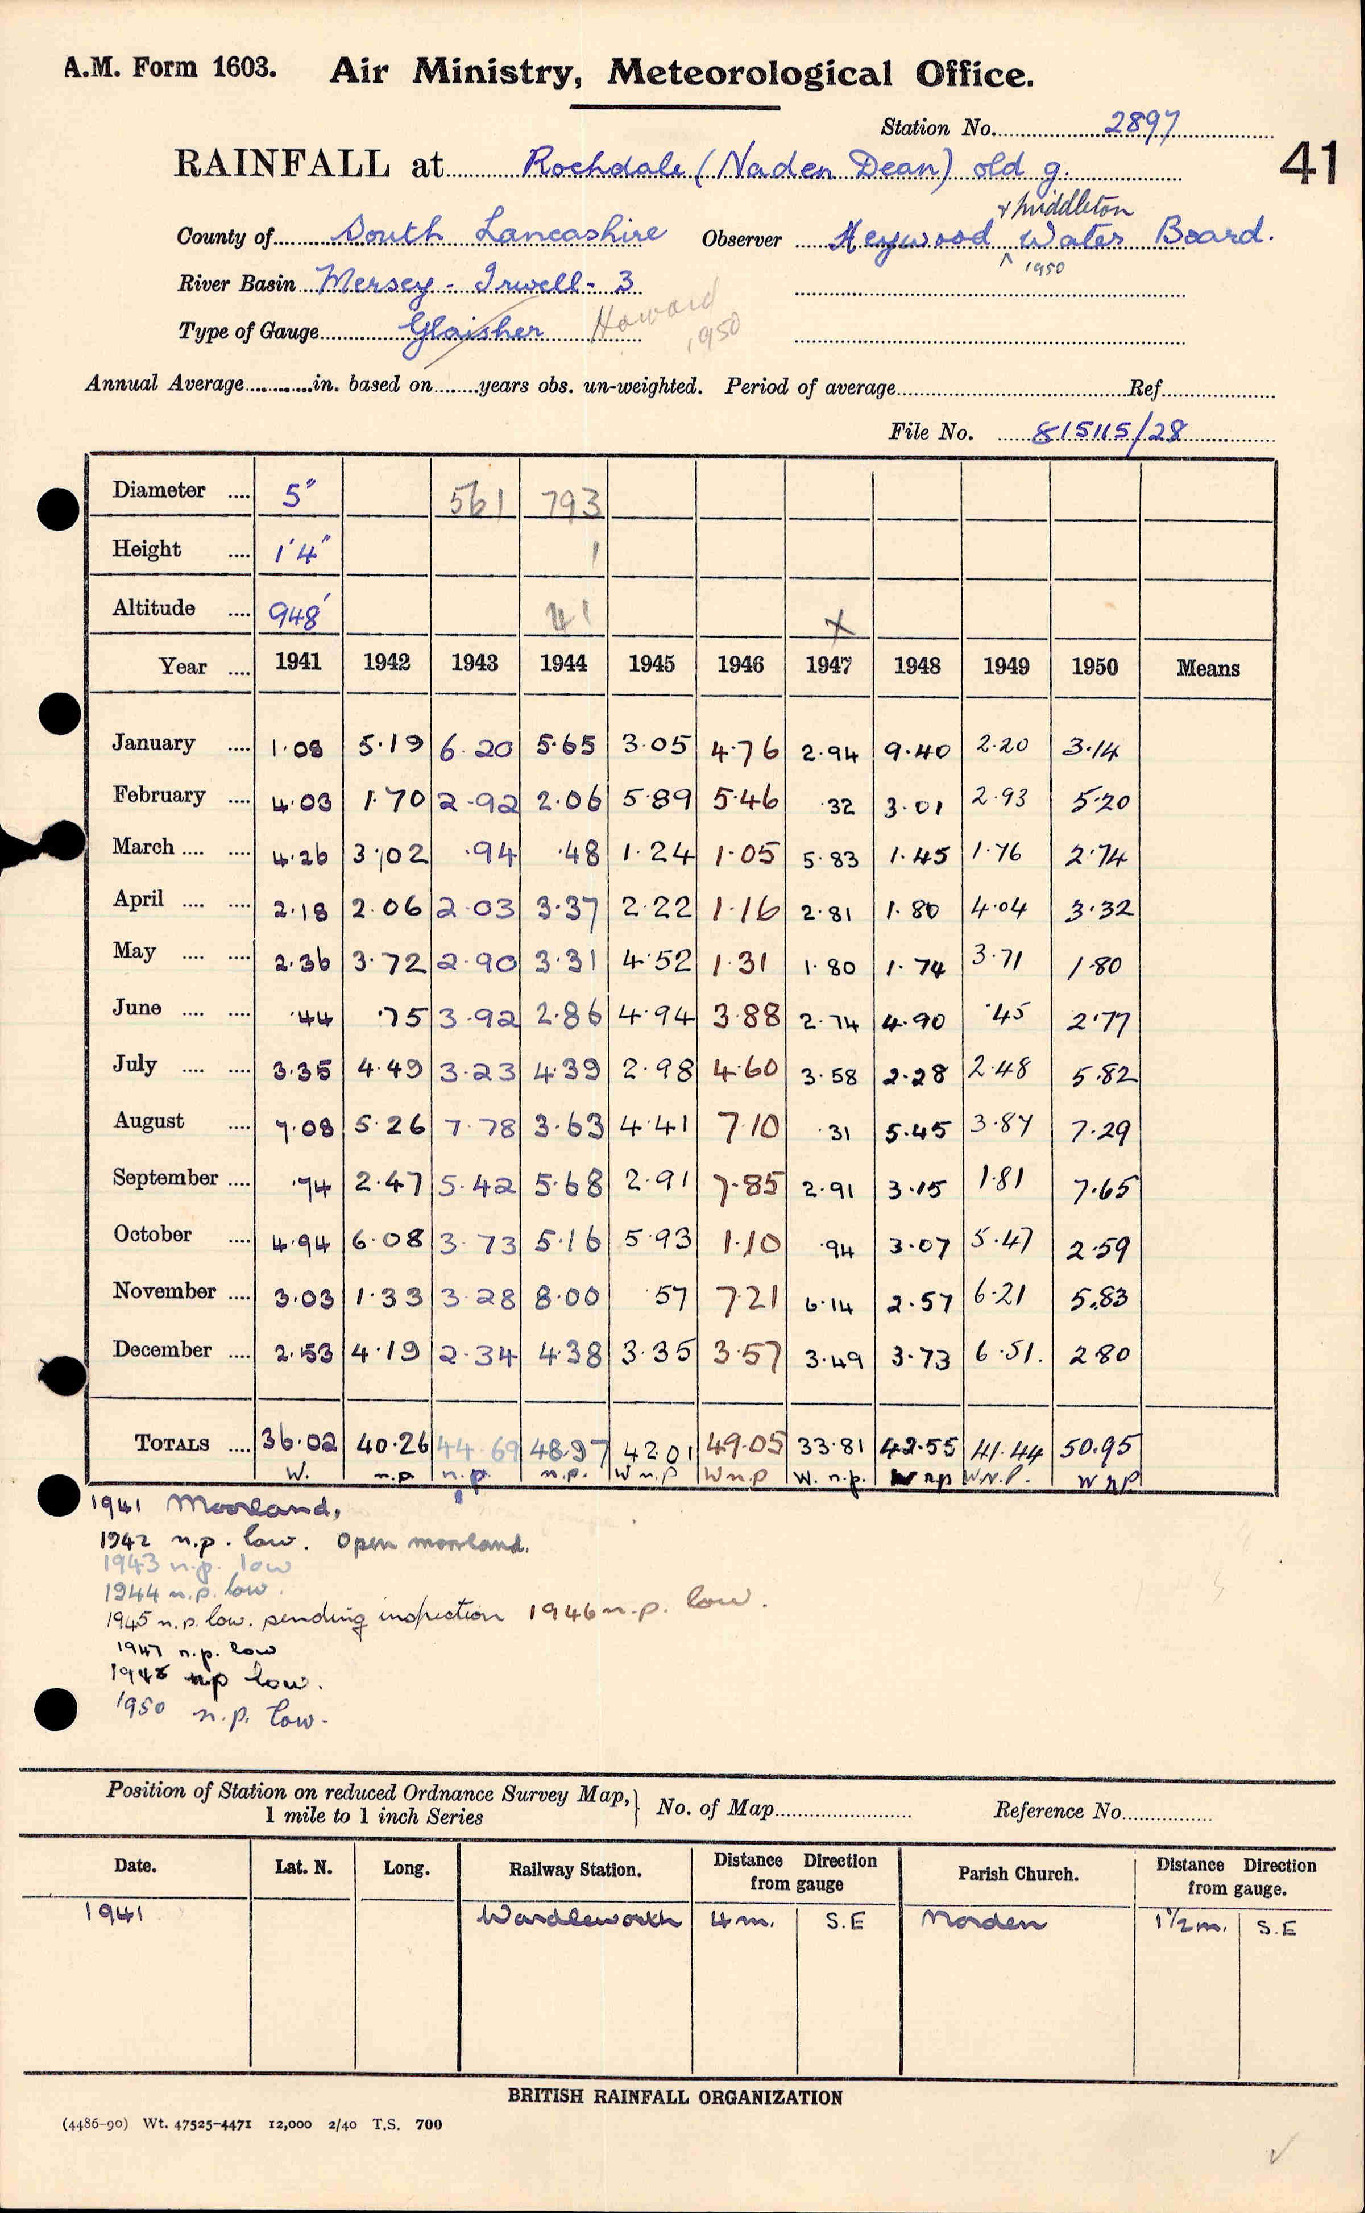 A.M. Form 1603. Air Ministry, Meteorological Office.
Station No. 2897
RAINFALL at Rochdale (Naden Dean) old g.
41
& Middleton
County of South Lancashire Observer Heywood ^ Water Board.
1950
River Basin Mersey - Irwell - 3
Type of Gauge Glaisher Howard 1950
Annual Average in. based on years obs. un-weighted. Period of average Ref.
File No. 815115/28
Diameter 5" 561 793
Height 1'4" 1
Altitude 948' 41 x
Year 1941 1942 1943 1944 1945 1946 1947 1948 1949 1950 Means
January 1.08 5.19 6.20 5.65 3.05 4.76 2.94 9.40 2.20 3.14
February 4.03 1.70 2.92 2.06 5.89 5.46 .32 3.01 2.93 5.20
March 4.26 3.02 .94 .48 1.24 1.05 5.83 1.45 1.76 2.74
April 2.18 2.06 2.03 3.37 2.22 1.16 2.81 1.80 4.04 3.32
May 2.36 3.72 2.90 3.31 4.52 1.31 1.80 1.74 3.71 1.80
June .44 .75 3.92 2.86 4.94 3.88 2.74 4.90 .45 2.77
July 3.35 4.49 3.23 4.39 2.98 4.60 3.58 2.28 2.48 5.82
August 7.08 5.26 7.78 3.63 4.41 7.10 .31 5.45 3.87 7.29
September .74 2.47 5.42 5.68 2.91 7.85 2.91 3.15 1.81 7.65
October 4.94 6.08 3.73 5.16 5.93 1.10 .94 3.07 5.47 2.59
November 3.03 1.33 3.28 8.00 .57 7.21 6.14 2.57 6.21 5.83
December 2.53 4.19 2.34 4.38 3.35 3.57 3.49 3.73 6.51. 2.80
TOTALS 36.02 40.26 44.69 48.97 42.01 49.05 33.81 42.55 41.44 50.95
W. n.p n.p. n.p. W n.p W n.p W. n.p. W np W.N.P. W n P
1941 Moorland,
1942 n.p. low. Open moorland.
1943 n.p. low
1944 n.p. low.
1945 n.p. low. pending inspection 1946 n.p. low.
1947 n.p. low
1948 np low.
1950 n.p. low.
Position of Station on reduced Ordnance Survey Map, 1 mile to 1 inch Series No. of Map Reference No.
Date. Lat. N. Long. Railway Station. Distance Direction from gauge Parish Church. Distance Direction from gauge.
1941 Wardleworth 4 m. S.E Norden 1 1/2 m. S.E
BRITISH RAINFALL ORGANIZATION
(4486-90) Wt. 47525-4471 12,000 2/40 T.S. 700